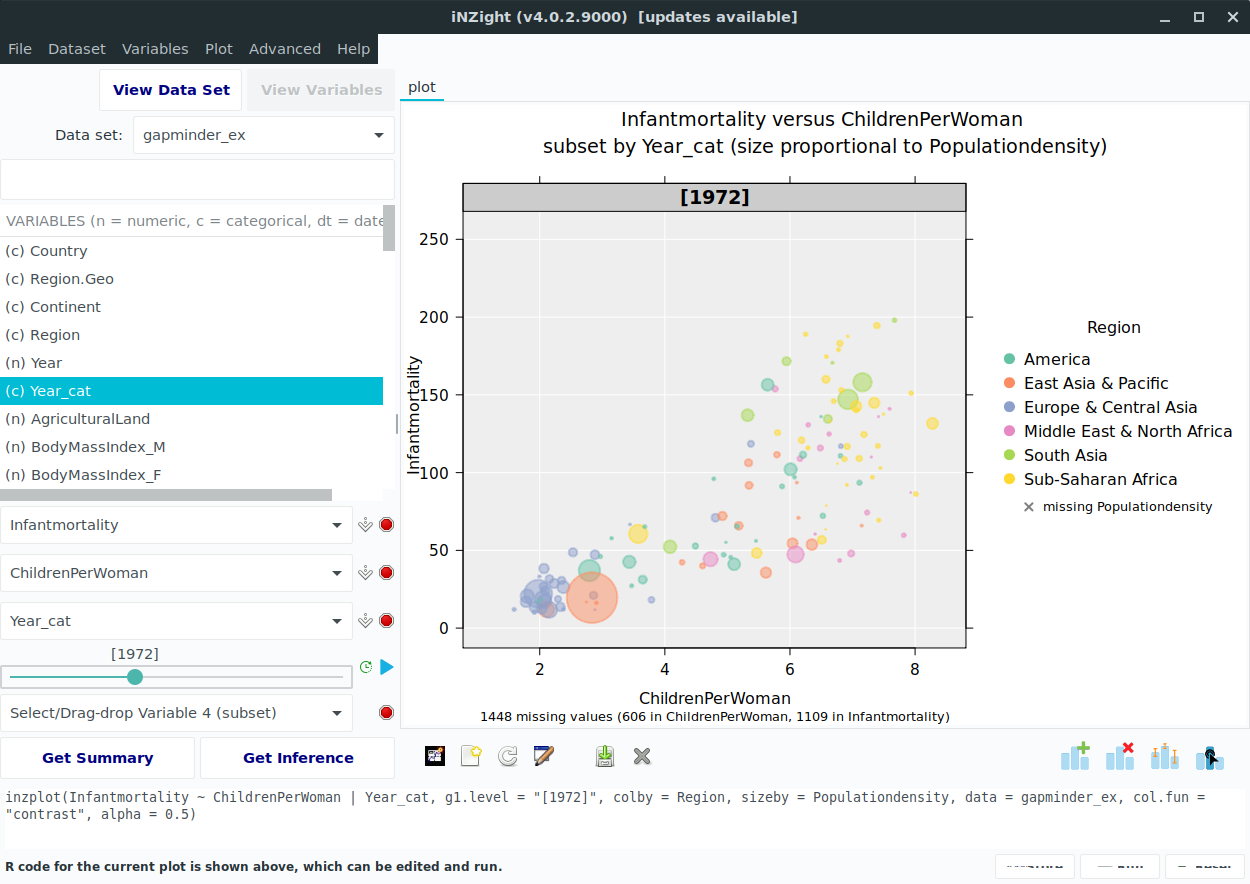 iNZight (v4.0.2.9000)  [updates available]
File Dataset Variables Plot Advanced Help
View Data Set View Variables
Data set: gapminder_ex
VARIABLES (n = numeric, c = categorical, dt = date
(c) Country
(c) Region.Geo
(c) Continent
(c) Region
(n) Year
(c) Year_cat
(n) AgriculturalLand
(n) BodyMassIndex_M
(n) BodyMassIndex_F
Infantmortality
ChildrenPerWoman
Year_cat
[1972]
Select/Drag-drop Variable 4 (subset)
Get Summary Get Inference
plot
Infantmortality versus ChildrenPerWoman
subset by Year_cat (size proportional to Populationdensity)
[1972]
250
200
150
100
50
0
Infantmortality
2 4 6 8
ChildrenPerWoman
1448 missing values (606 in ChildrenPerWoman, 1109 in Infantmortality)
Region
America
East Asia & Pacific
Europe & Central Asia
Middle East & North Africa
South Asia
Sub-Saharan Africa
missing Populationdensity
inzplot(Infantmortality ~ ChildrenPerWoman | Year_cat, g1.level = "[1972]", colby = Region, sizeby = Populationdensity, data = gapminder_ex, col.fun =
"contrast", alpha = 0.5)
R code for the current plot is shown above, which can be edited and run.